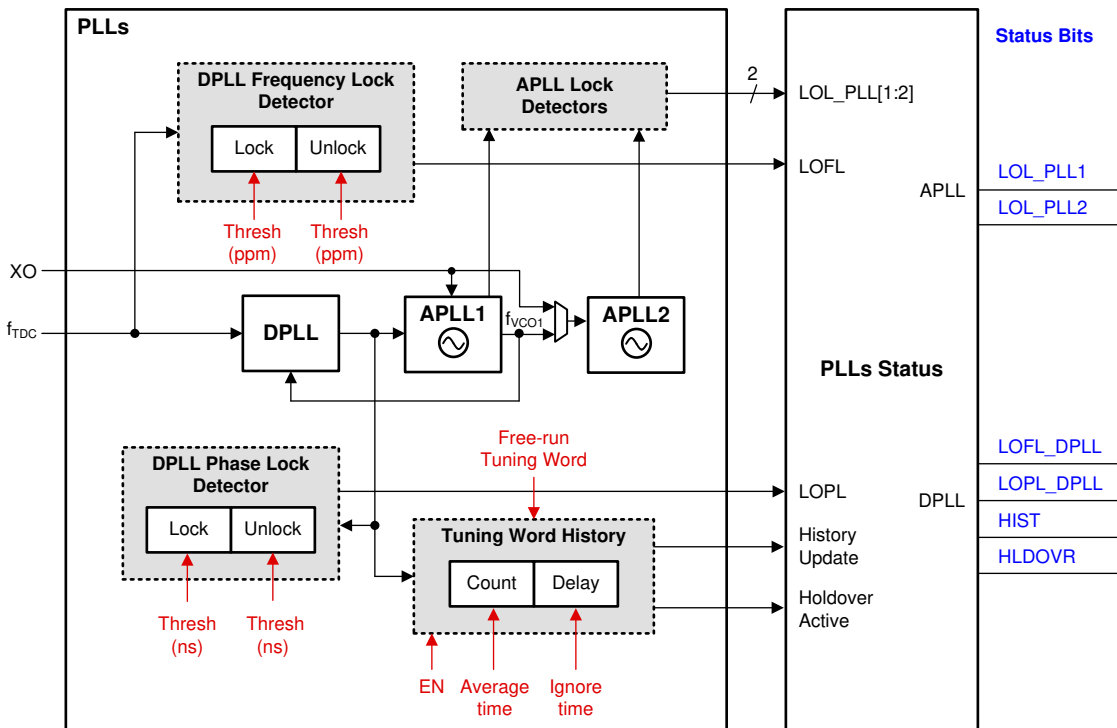 PLLs
Status Bits
DPLL Frequency Lock
Detector
Lock
Unlock
Thresh
(ppm)
Thresh
(ppm)
APLL Lock
Detectors
2
LOL_PLL[1:2]
LOFL
APLL
LOL_PLL1
LOL_PLL2
XO
fTDC
DPLL
APLL1
fVCO1
APLL2
PLLs Status
Free-run
Tuning Word
DPLL Phase Lock
Detector
Lock
Unlock
Thresh
(ns)
Thresh
(ns)
Tuning Word History
Count
Delay
EN
Average
time
Ignore
time
LOPL
History
Update
Holdover
Active
DPLL
LOFL_DPLL
LOPL_DPLL
HIST
HLDOVR